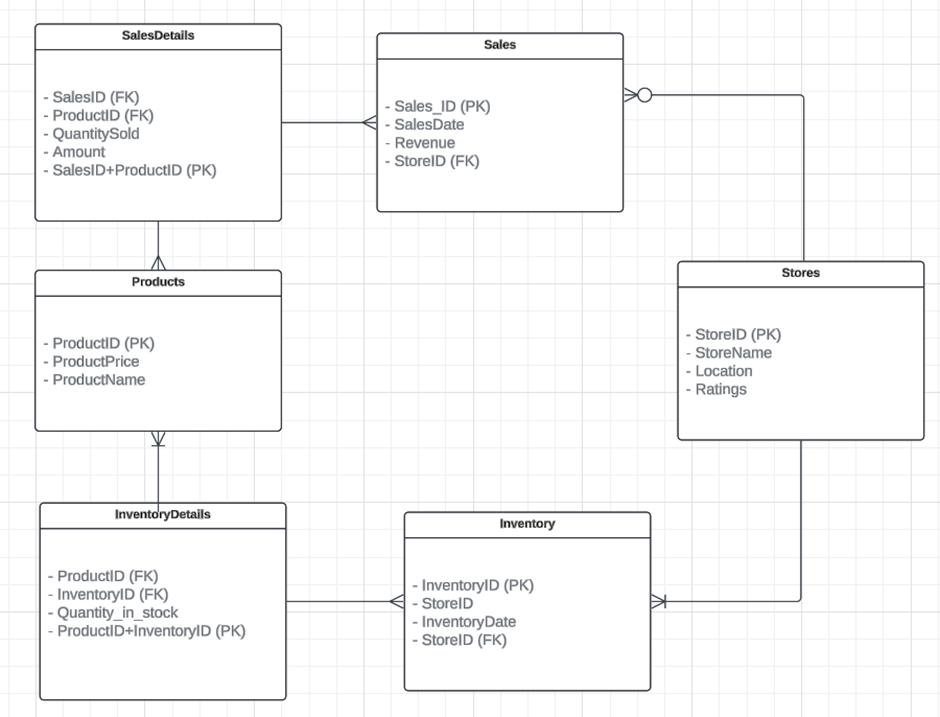 SalesDetails
- SalesID (FK)
- ProductID (FK)
- QuantitySold
- Amount
- SalesID+ProductID (PK)
Sales
- Sales_ID (PK)
- SalesDate
- Revenue
- StoreID (FK)
Products
- ProductID (PK)
- ProductPrice
- ProductName
Stores
- StoreID (PK)
- StoreName
- Location
- Ratings
InventoryDetails
- ProductID (FK)
- InventoryID (FK)
- Quantity_in_stock
- ProductID+InventoryID (PK)
Inventory
- InventoryID (PK)
- StoreID
- InventoryDate
- StoreID (FK)